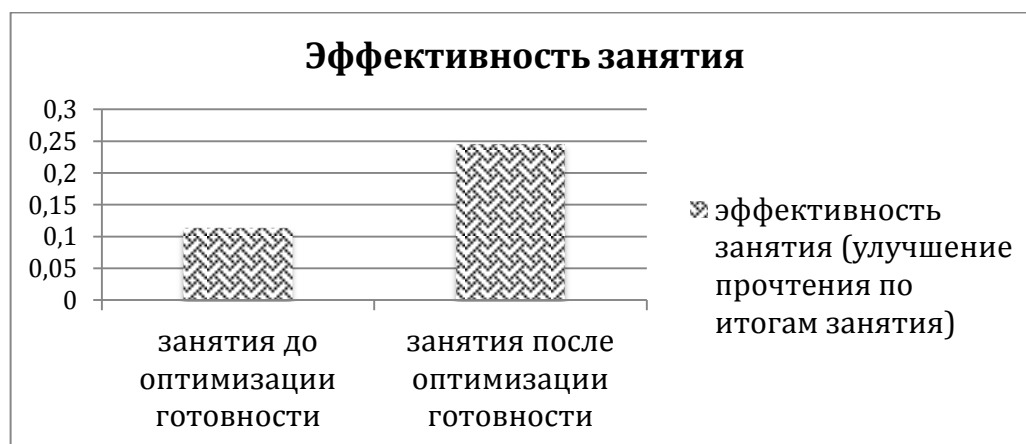 Эффективность занятия
0,3
0,25
0,2
0,15
0,1
0,05
0
занятия до
оптимизации
готовности
занятия после
оптимизации
готовности
эффективность
занятия (улучшение
прочтения по
итогам занятия)